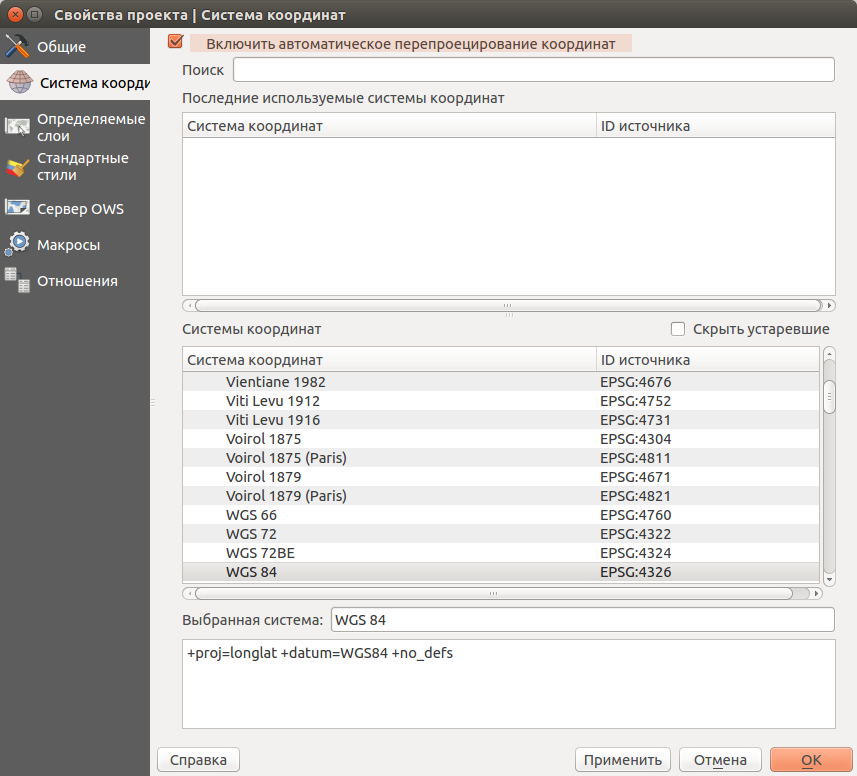 Свойства проекта | Система координат
Общие
Система коорди
Определяемые
слои
Стандартные
стили
Сервер OWS
Макросы
Отношения
Включить автоматическое перепроецирование координат
Поиск
Последние используемые системы координат
Система координат ID источника
Системы координат Скрыть устаревшие
Система координат ID источника
Vientiane 1982 EPSG:4676
Viti Levu 1912 EPSG:4752
Viti Levu 1916 EPSG:4731
Voirol 1875 EPSG:4304
Voirol 1875 (Paris) EPSG:4811
Voirol 1879 EPSG:4671
Voirol 1879 (Paris) EPSG:4821
WGS 66 EPSG:4760
WGS 72 EPSG:4322
WGS 72BE EPSG:4324
WGS 84 EPSG:4326
Выбранная система: WGS 84
+proj=longlat +datum=WGS84 +no_defs
Справка Применить Отмена OK